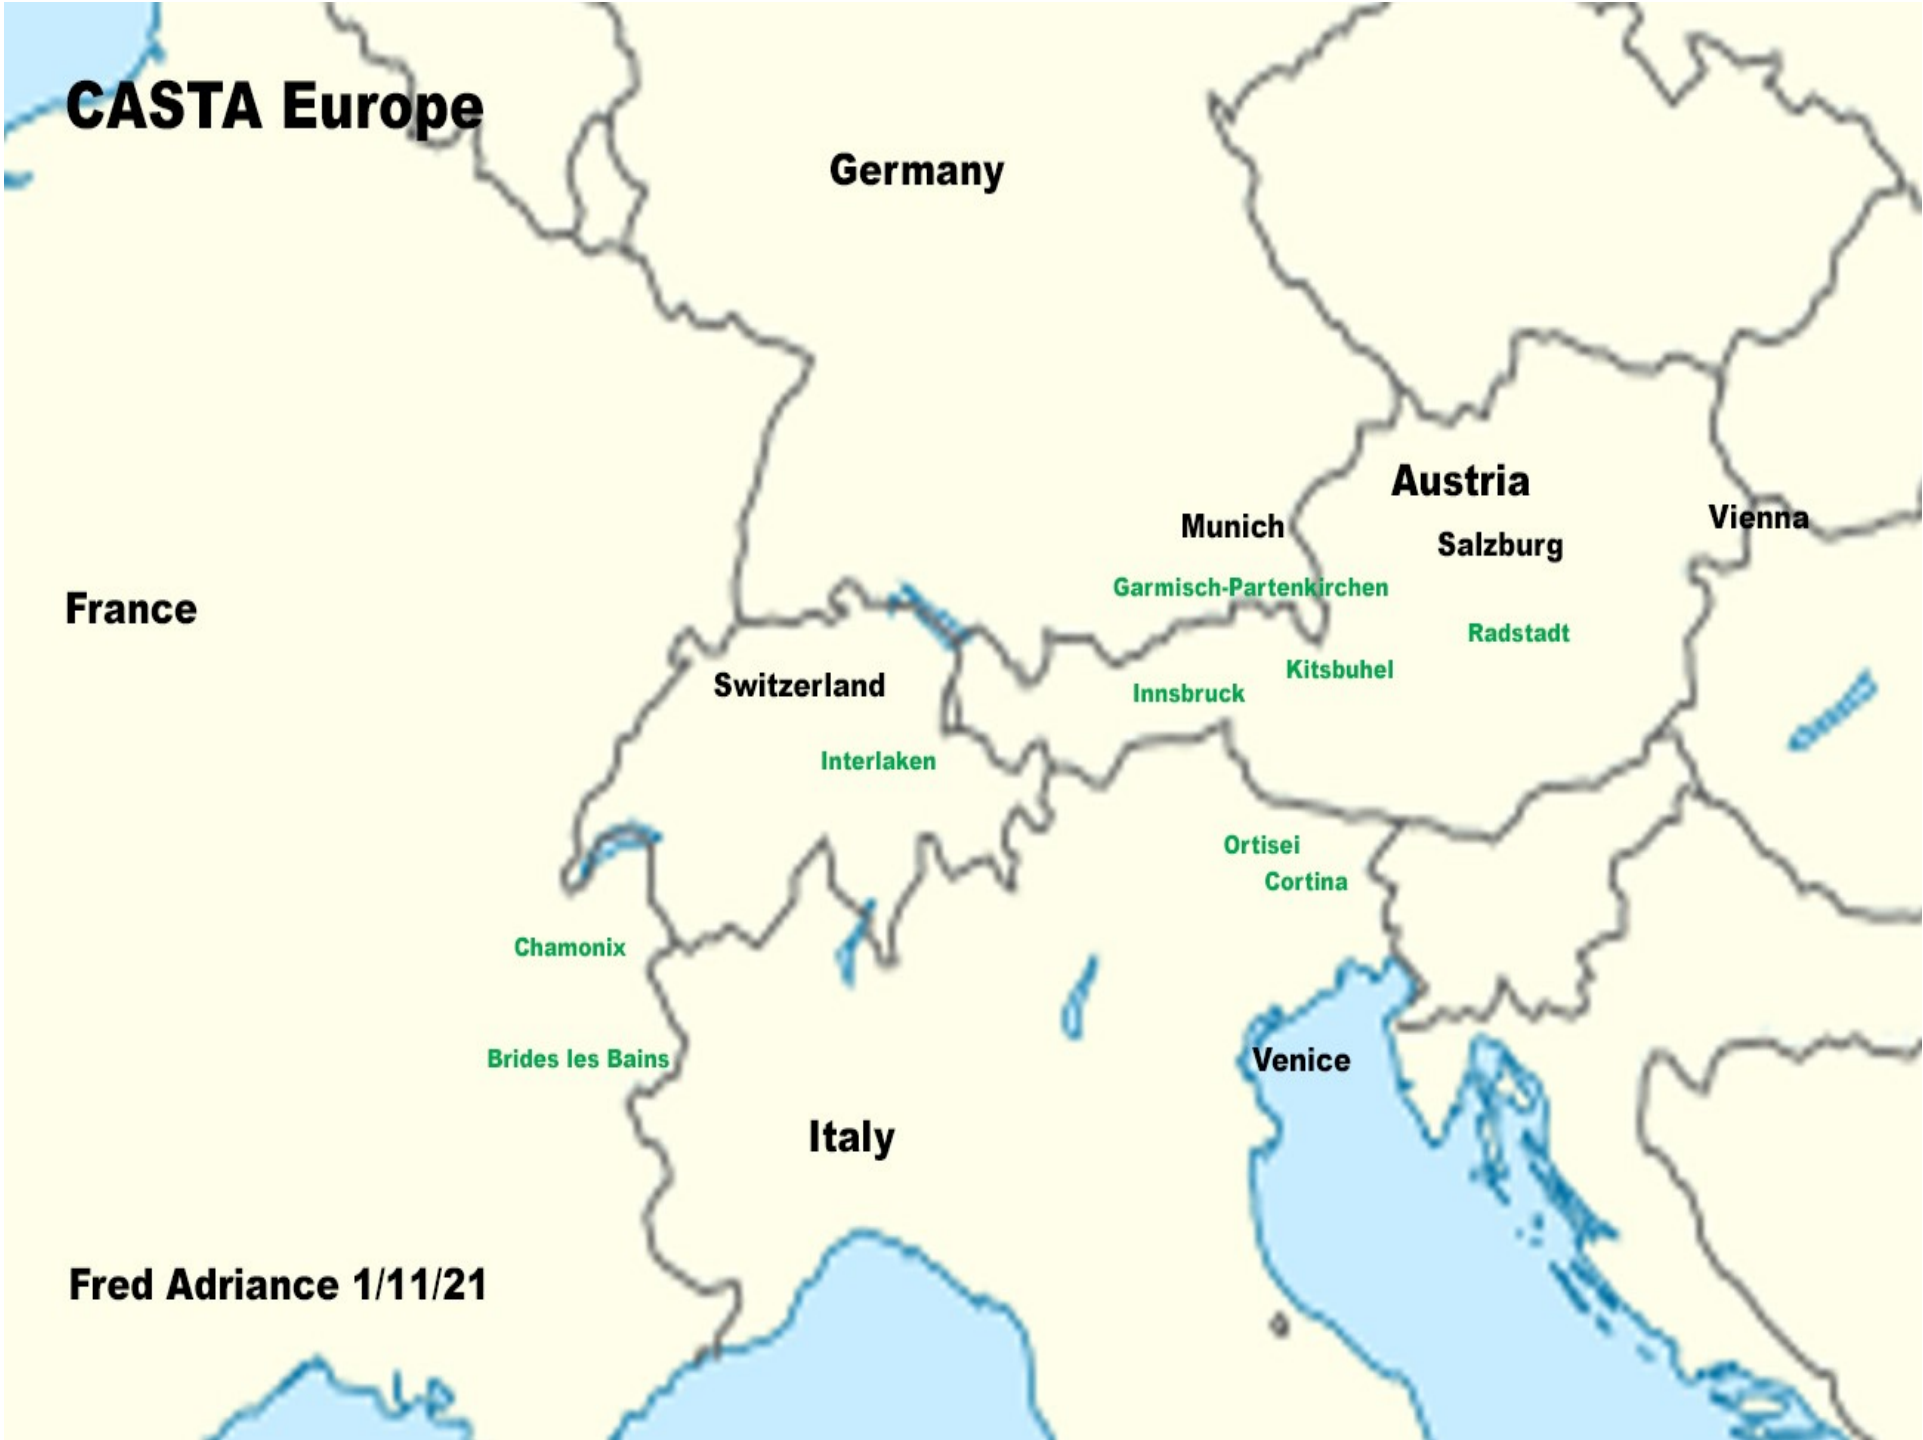 CASTA Europe
Germany
Austria
Munich
Vienna
Salzburg
Garmisch-Partenkirchen
France
Radstadt
Kitsbuhel
Switzerland
Innsbruck
Interlaken
Ortisei
Cortina
Chamonix
Brides les Bains
Venice
Italy
Fred Adriance 1/11/21